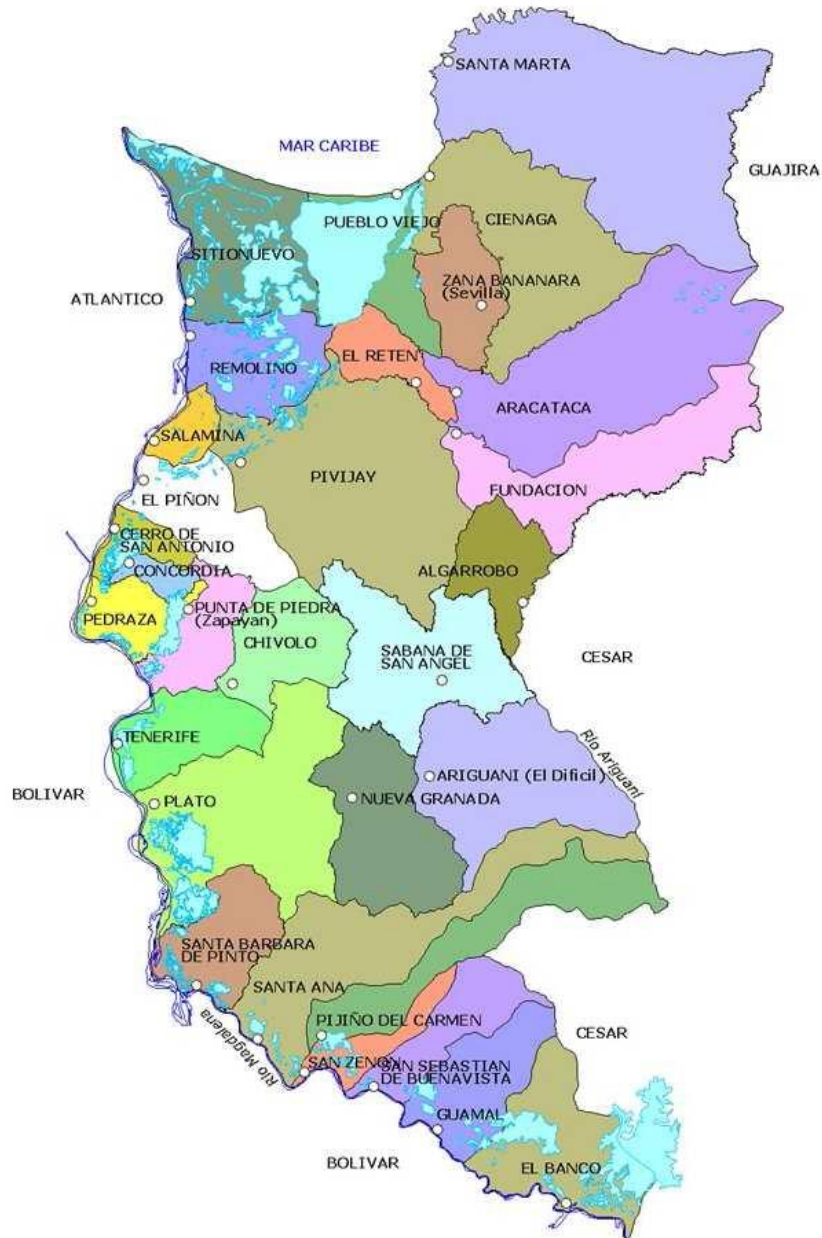 SANTA MARTA
MAR CARIBE
GUAJIRA
PUEBLO VIEJO
CIENAGA
SITIONUEVO
ZANA BANANARA
(Sevilla)
ATLANTICO
EL RETEN
REMOLINO
ARACATACA
SALAMINA
PIVIJAY
FUNDACION
EL PIÑON
CERRO DE
SAN ANTONIO
CONCORDIA
ALGARROBO
PEDRAZA
PUNTA DE PIEDRA
(Zapayan)
CHIVOLO
SABANA DE
SAN ANGEL
CESAR
TENERIFE
Río Ariguaní
ARIGUANI (El Dificil)
BOLIVAR
PLATO
NUEVA GRANADA
SANTA BARBARA
DE PINTO
SANTA ANA
Río Magdalena
PIJIÑO DEL CARMEN
CESAR
SAN ZENON
SAN SEBASTIAN
DE BUENAVISTA
GUAMAL
BOLIVAR
EL BANCO